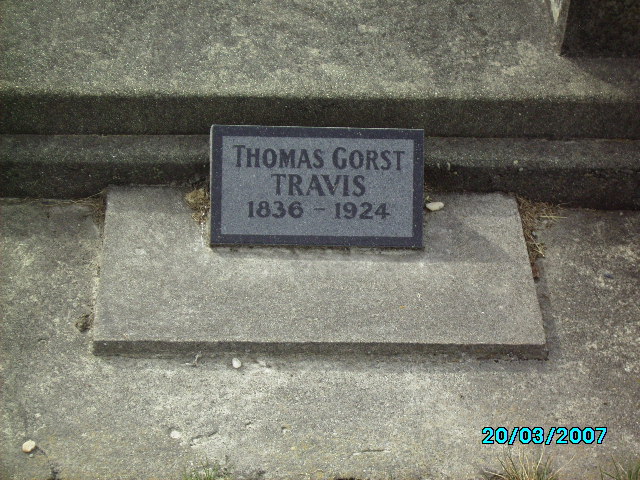 THOMAS GORST
TRAVIS
1836 - 1924
20/03/2007